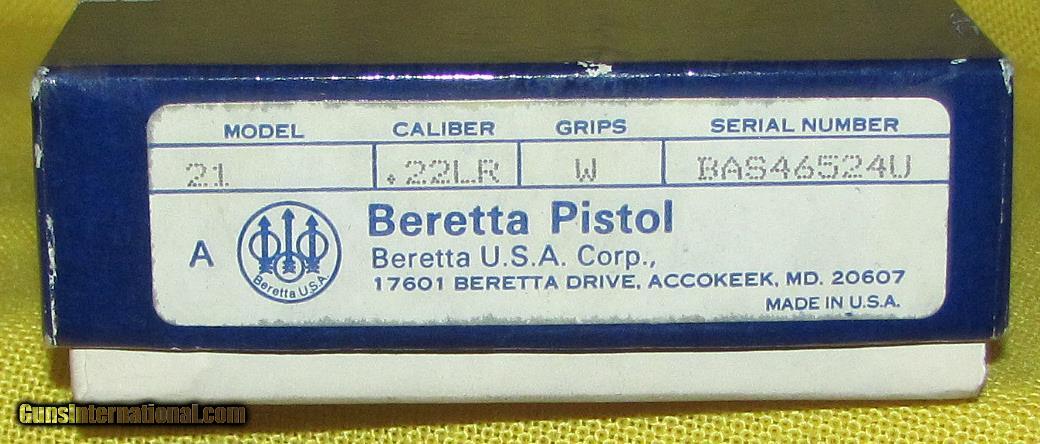 MODEL CALIBER GRIPS SERIAL NUMBER
21 .22LR W BAS46524U
A Beretta U.S.A. Beretta Pistol
Beretta U.S.A. Corp.,
17601 BERETTA DRIVE, ACCOKEEK, MD. 20607
MADE IN U.S.A.
GunsInternational.com